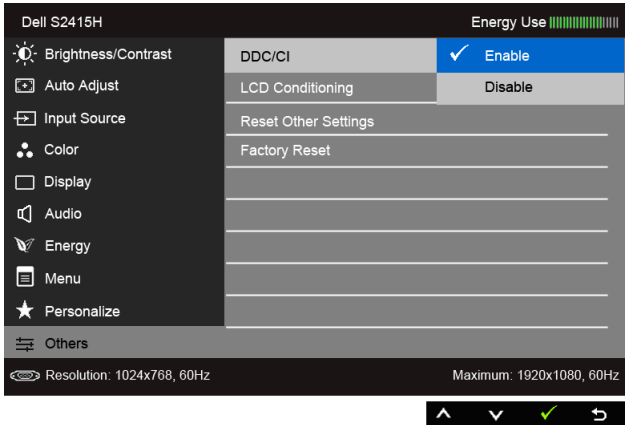 Dell S2415H Energy Use
Brightness/Contrast DDC/CI Enable
Auto Adjust LCD Conditioning Disable
Input Source Reset Other Settings
Color Factory Reset
Display
Audio
Energy
Menu
Personalize
Others
Resolution: 1024x768, 60Hz Maximum: 1920x1080, 60Hz